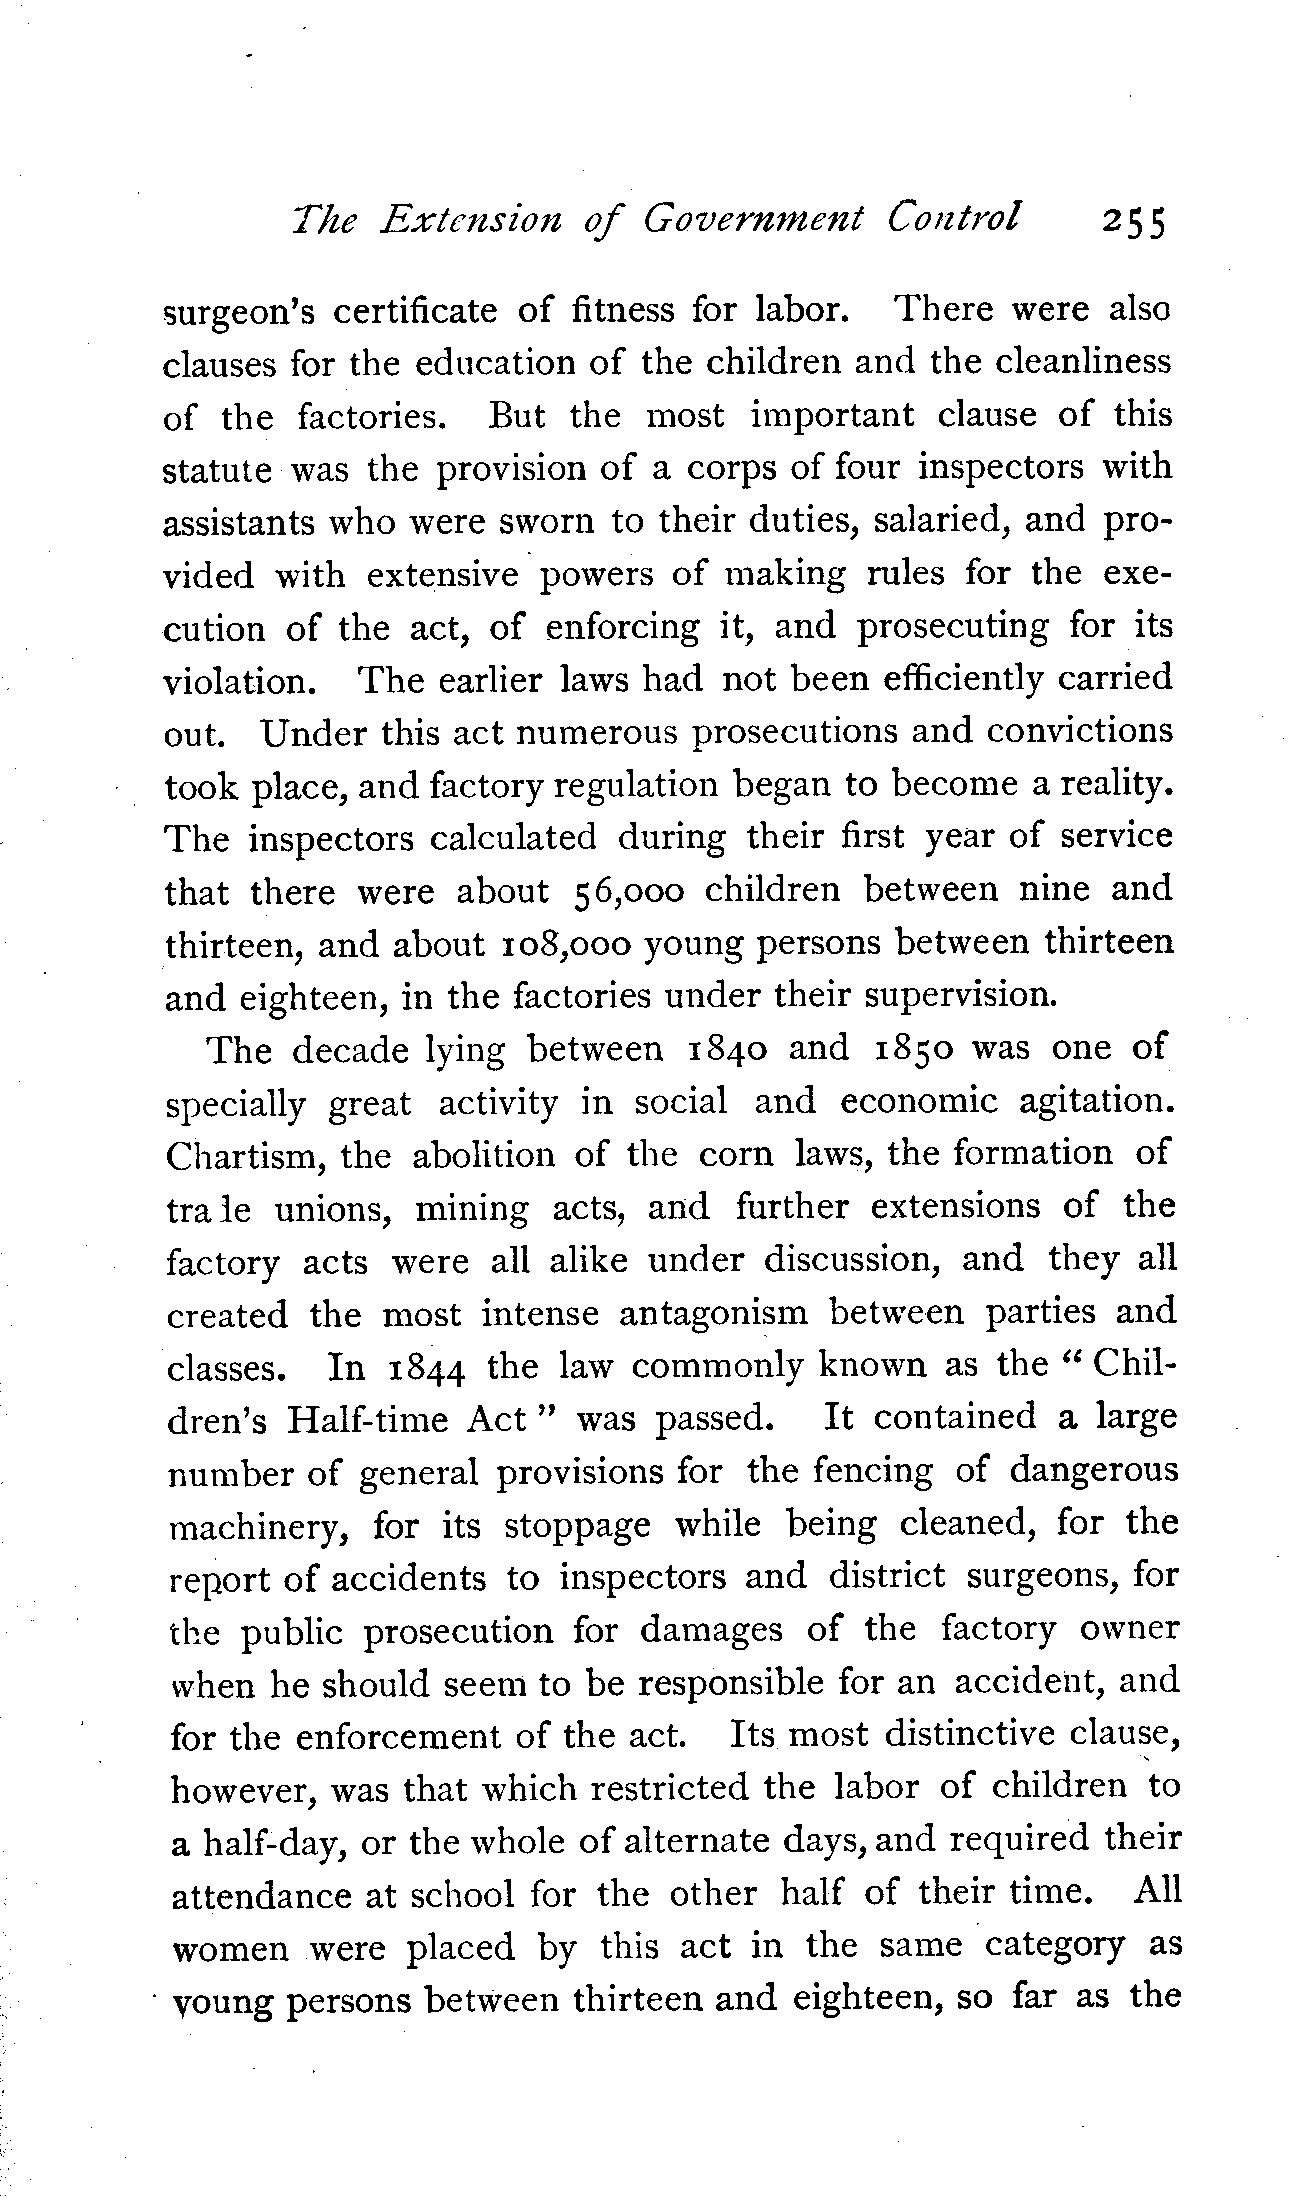 The Extension of Government Control 255
surgeon's certificate of fitness for labor. There were also
clauses for the education of the children and the cleanliness
of the factories. But the most important clause of this
statute was the provision of a corps of four inspectors with
assistants who were sworn to their duties, salaried, and pro-
vided with extensive powers of making rules for the exe-
cution of the act, of enforcing it, and prosecuting for its
violation. The earlier laws had not been efficiently carried
out. Under this act numerous prosecutions and convictions
took place, and factory regulation began to become a reality.
The inspectors calculated during their first year of service
that there were about 56,000 children between nine and
thirteen, and about 108,000 young persons between thirteen
and eighteen, in the factories under their supervision.
The decade lying between 1840 and 1850 was one of
specially great activity in social and economic agitation.
Chartism, the abolition of the corn laws, the formation of
trade unions, mining acts, and further extensions of the
factory acts were all alike under discussion, and they all
created the most intense antagonism between parties and
classes. In 1844 the law commonly known as the “ Chil-
dren's Half-time Act ” was passed. It contained a large
number of general provisions for the fencing of dangerous
machinery, for its stoppage while being cleaned, for the
report of accidents to inspectors and district surgeons, for
the public prosecution for damages of the factory owner
when he should seem to be responsible for an accident, and
for the enforcement of the act. Its most distinctive clause,
however, was that which restricted the labor of children to
a half-day, or the whole of alternate days, and required their
attendance at school for the other half of their time. All
women were placed by this act in the same category as
young persons between thirteen and eighteen, so far as the